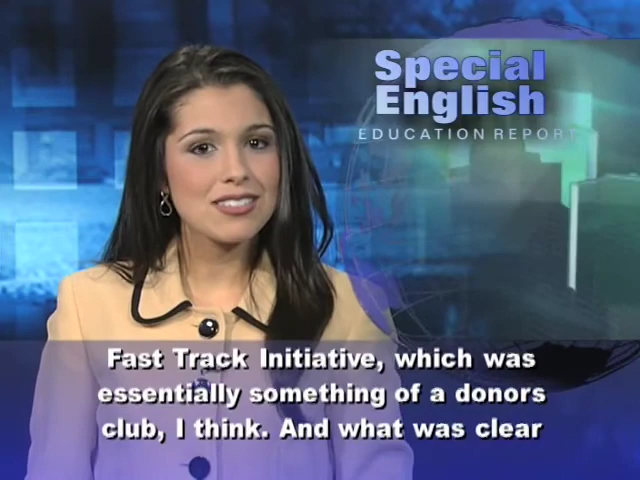 Special
English
EDUCATION REPORT
Fast Track Initiative, which was
essentially something of a donors
club, I think. And what was clear